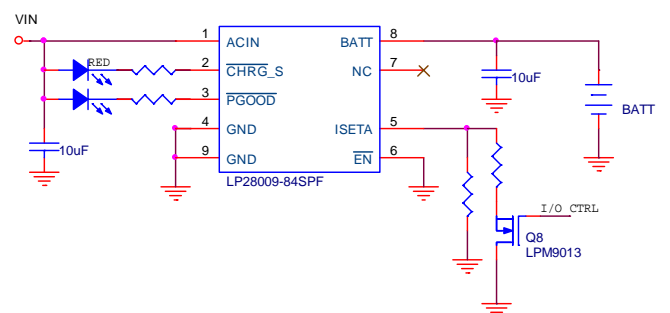 VIN
1 ACIN BATT 8
RED
2 CHRG_S NC 7
10uF
3 PGOOD
BATT
4 GND ISETA 5
9 GND EN 6
10uF
LP28009-84SPF
I/O CTRL
Q8
LPM9013